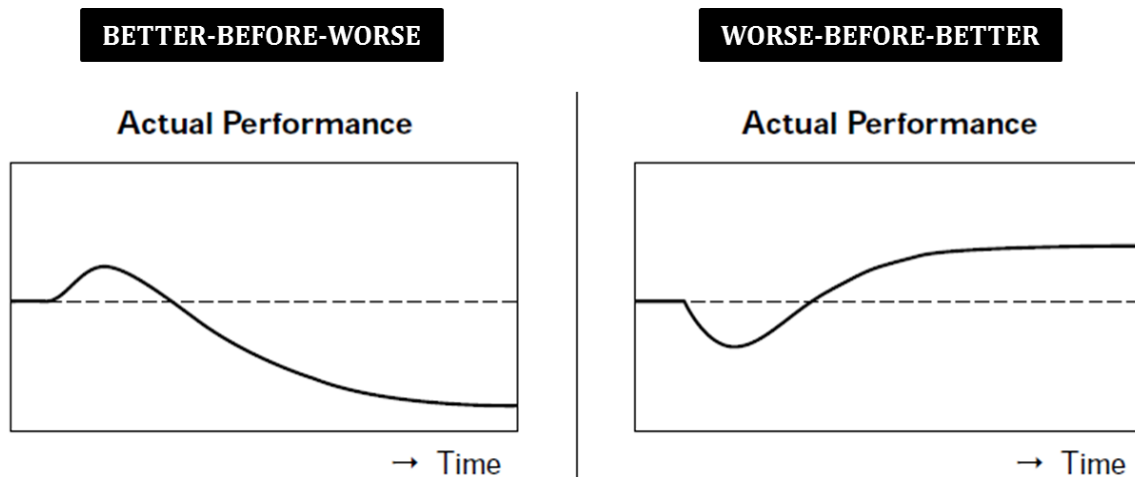 BETTER-BEFORE-WORSE
Actual Performance
→ Time
WORSE-BEFORE-BETTER
Actual Performance
→ Time